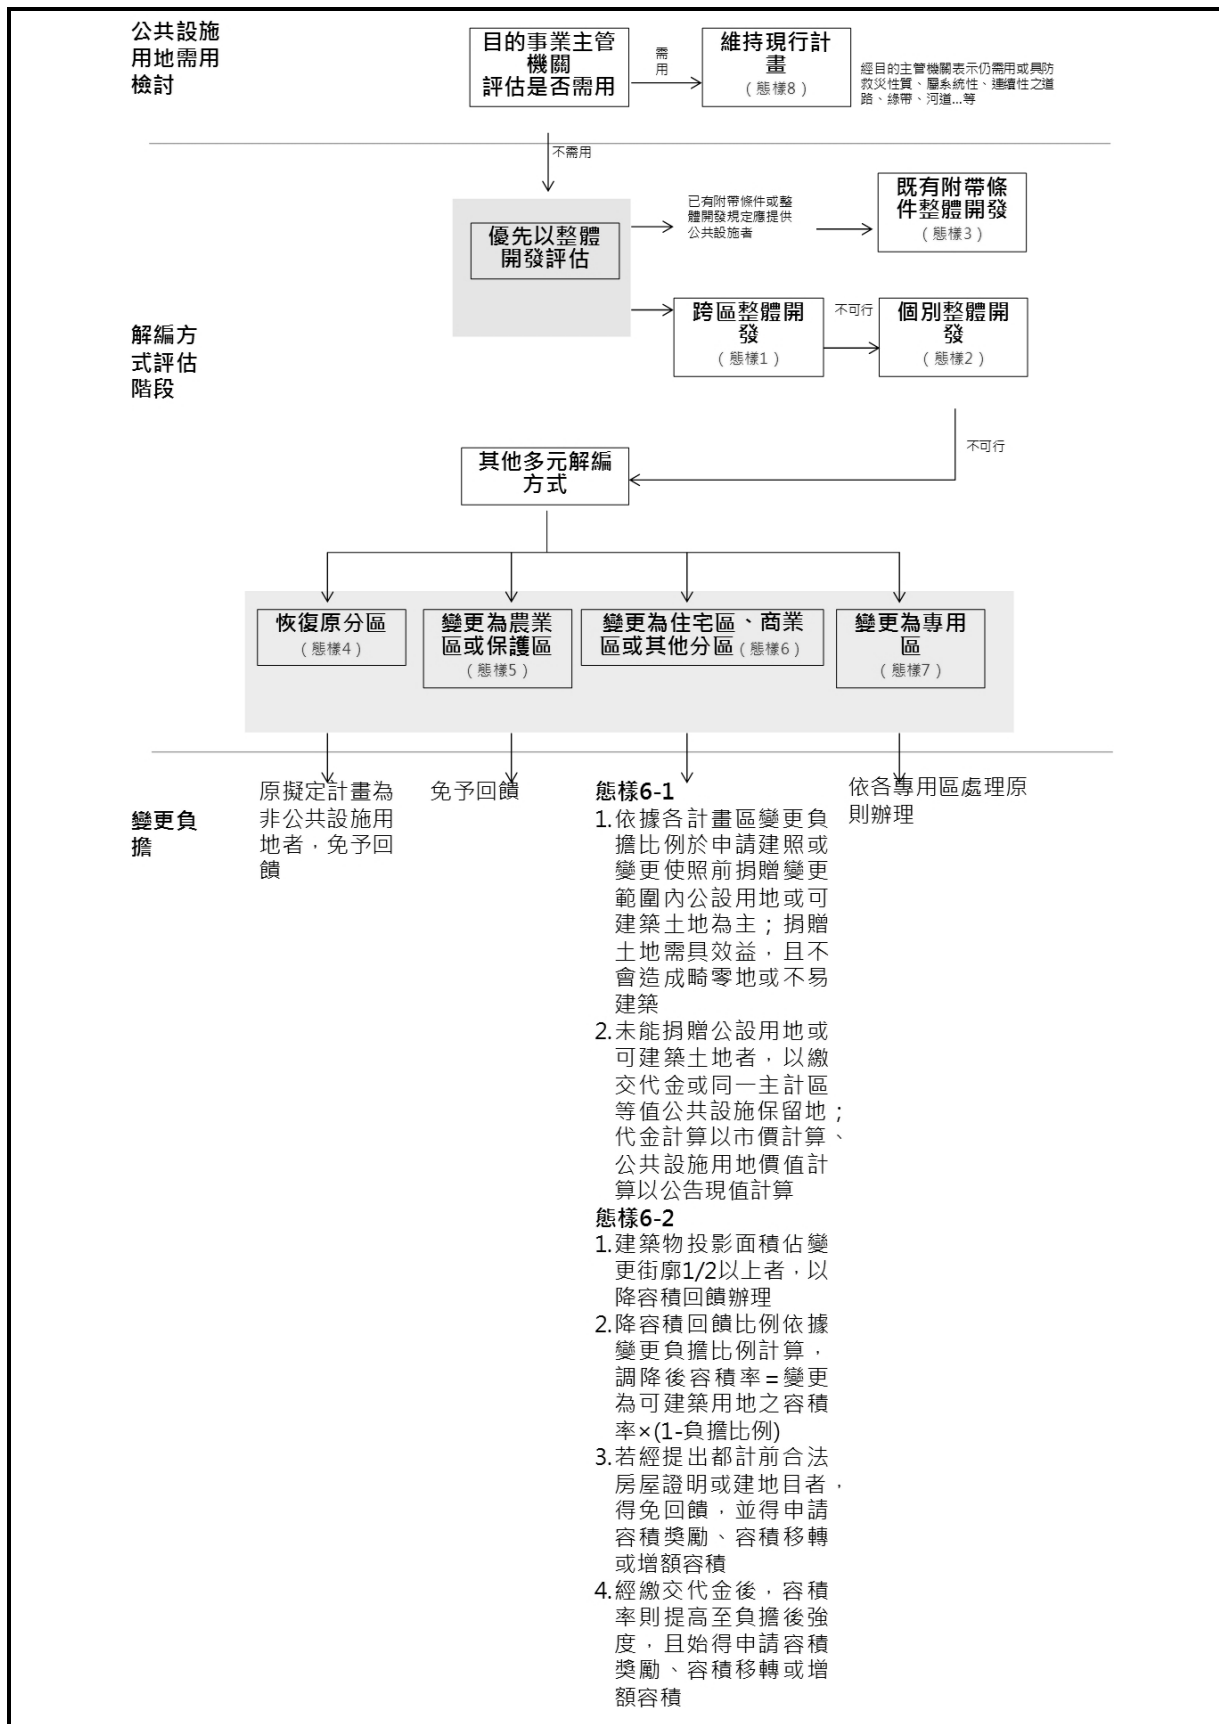 公共設施
用地需用
檢討
目的事業主管
機關
評估是否需用
需
用
維持現行計
畫
（態樣8）
經目的主管機關表示仍需用或具防
救災性質、屬系統性、連續性之道
路、綠帶、河道...等
不需用
解編方
式評估
階段
優先以整體
開發評估
已有附帶條件或整
體開發規定應提供
公共設施者
既有附帶條
件整體開發
（態樣3）
跨區整體開
發
（態樣1）
不可行
個別整體開
發
（態樣2）
不可行
其他多元解編
方式
恢復原分區
（態樣4）
變更為農業
區或保護區
（態樣5）
變更為住宅區、商業
區或其他分區（態樣6）
變更為專用
區
（態樣7）
變更負
擔
原擬定計畫為
非公共設施用
地者，免予回
饋
免予回饋
態樣6-1
1.依據各計畫區變更負
擔比例於申請建照或
變更使照前捐贈變更
範圍內公設用地或可
建築土地為主；捐贈
土地需具效益，且不
會造成畸零地或不易
建築
2.未能捐贈公設用地或
可建築土地者，以繳
交代金或同一主計區
等值公共設施保留地；
代金計算以市價計算、
公共設施用地價值計
算以公告現值計算
態樣6-2
1.建築物投影面積佔變
更街廓1/2以上者，以
降容積回饋辦理
2.降容積回饋比例依據
變更負擔比例計算，
調降後容積率=變更
為可建築用地之容積
率×(1-負擔比例)
3.若經提出都計前合法
房屋證明或建地目者，
得免回饋，並得申請
容積獎勵、容積移轉
或增額容積
4.經繳交代金後，容積
率則提高至負擔後強
度，且始得申請容積
獎勵、容積移轉或增
額容積
依各專用區處理原
則辦理